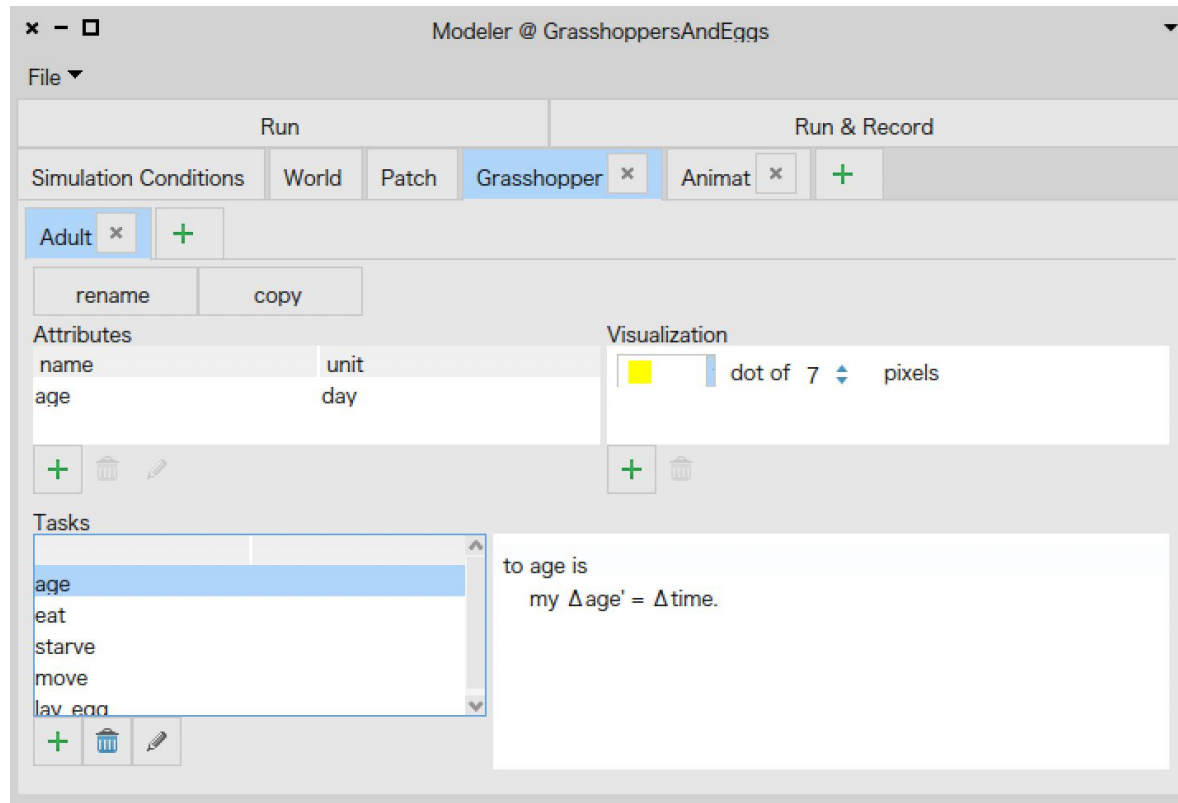 Modeler @ GrasshoppersAndEggs
File
Run Run & Record
Simulation Conditions World Patch Grasshopper Animat
Adult
rename copy
Attributes
name unit
age day
Visualization
dot of 7 pixels
Tasks
age
eat
starve
move
lay_egg
to age is
my Δage' = Δtime.